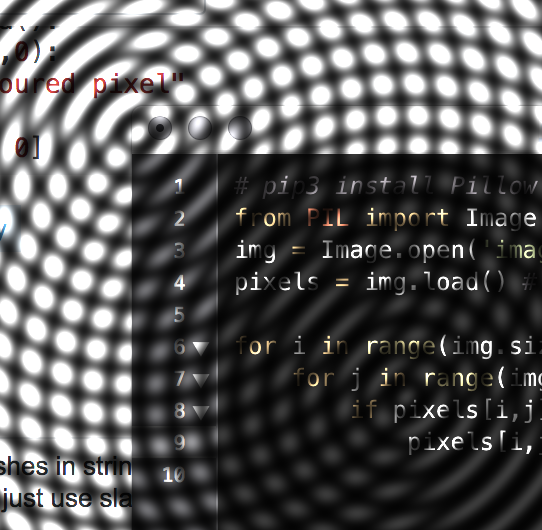 ,0):
oured pixel"
0]
1 # pip3 install Pillow
2 from PIL import Image
3 img = Image.open('ima
4 pixels = img.load() #
5
6 for i in range(img.siz
7 for j in range(img
8 if pixels[i,j]
9 pixels[i,
10
shes in strin
just use sla